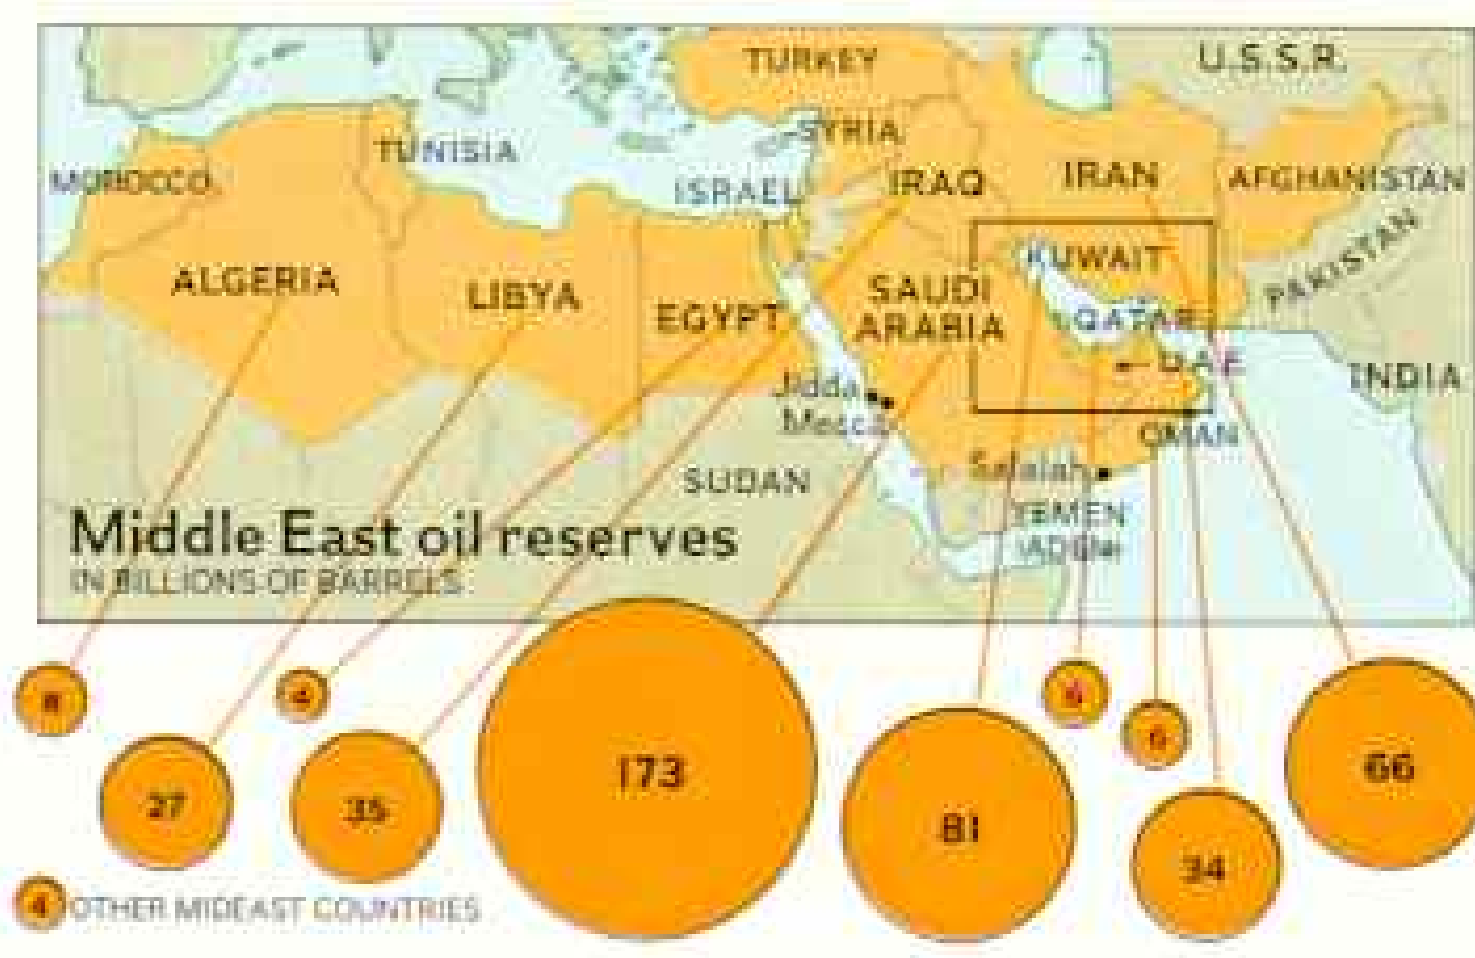 TURKEY
U.S.S.R.
SYRIA
TUNISIA
MOROCCO
ISRAEL
IRAQ
IRAN
AFGHANISTAN
PAKISTAN
KUWAIT
ALGERIA
LIBYA
EGYPT
SAUDI
ARABIA
QATAR
UAE
INDIA
Jidda
Mecca
OMAN
Salalah
SUDAN
YEMEN
Middle East oil reserves
IN BILLIONS OF BARRELS
8
4
27
35
173
81
6
34
66
4 OTHER MIDEAST COUNTRIES